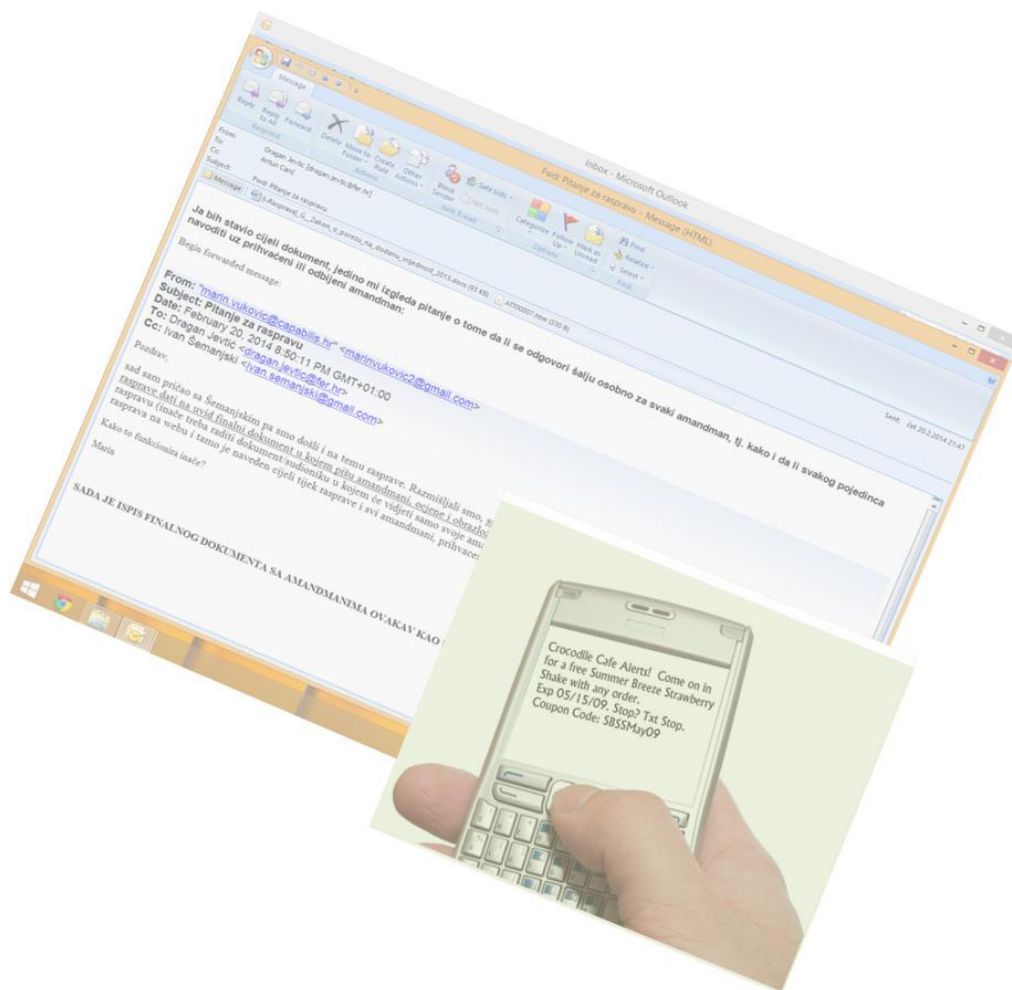 Inbox - Microsoft Outlook
Fwd: Pitanje za raspravu - Message (HTML)
Message
Reply
Reply to All
Forward
Respond
Delete
Move to Folder
Create Rule
Other Actions
Actions
Block Sender
Safe Lists
Not Junk
Junk E-mail
Categorize
Follow Up
Mark as Unread
Options
Find
Related
Select
Find
From: Dragan Jevtic [dragan.jevtic@fer.hr]
Sent: čet 20.2.2014 21:47
To: Antun Carić
Cc:
Subject: Fwd: Pitanje za raspravu
Message
ATT00007.htm (330 B)
Ja bih stavio cijeli dokument, jedino mi izgleda pitanje o tome da li se odgovori šalju osobno za svaki amandman, tj. kako i da li svakog pojedinca
navoditi uz prihvaćeni ili odbijeni amandman:
Begin forwarded message:
From: "marin.vukovic@capabilis.hr" <marinvukovic2@gmail.com>
Subject: Pitanje za raspravu
Date: February 20, 2014 8:50:11 PM GMT+01:00
To: Dragan Jevtić <dragan.jevtic@fer.hr>
Cc: Ivan Šemanjski <ivan.semanjski@gmail.com>
Pozdrav,
sad sam pričao sa Šemanjskim pa smo došli i na temu rasprave. Razmišljali smo,
rasprave dati na uvid finalni dokument u kojem pišu amandmani, ocjene i
raspravu (inače treba raditi dokument/sudioniku u kojem će vidjeti samo svoje
rasprava na webu i tamo je naveden cijeli tijek rasprave i svi amandmani,
Kako to funkcionira inače?
Marin
SADA JE ISPIS FINALNOG DOKUMENTA SA AMANDMANIMA OVAKAV KAO
Crocodile Cafe Alerts! Come on in
for a free Summer Breeze Strawberry
Shake with any order.
Exp 05/15/09. Stop? Txt Stop.
Coupon Code: SBSSMay09